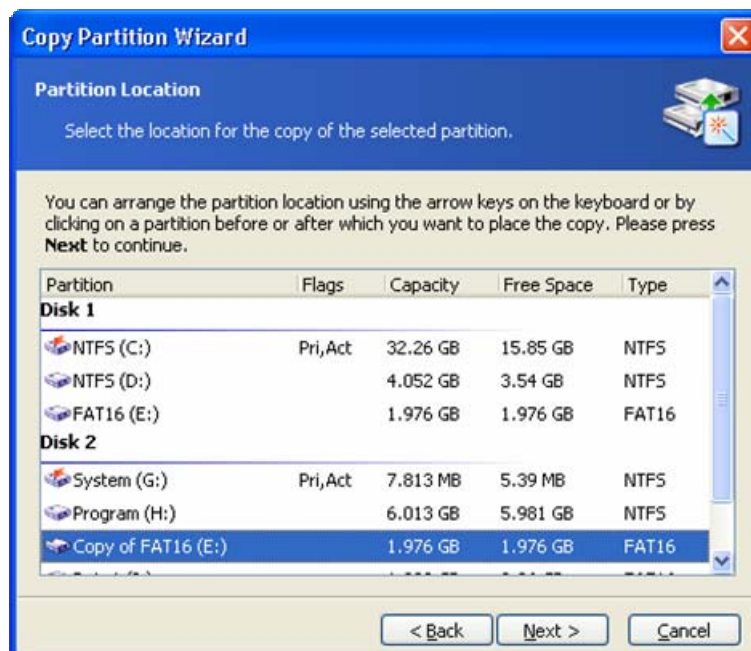 Copy Partition Wizard
Partition Location
Select the location for the copy of the selected partition.
You can arrange the partition location using the arrow keys on the keyboard or by
clicking on a partition before or after which you want to place the copy. Please press
Next to continue.
Partition Flags Capacity Free Space Type
Disk 1
NTFS (C:) Pri,Act 32.26 GB 15.85 GB NTFS
NTFS (D:) 4.052 GB 3.54 GB NTFS
FAT16 (E:) 1.976 GB 1.976 GB FAT16
Disk 2
System (G:) Pri,Act 7.813 MB 5.39 MB NTFS
Program (H:) 6.013 GB 5.981 GB NTFS
Copy of FAT16 (E:) 1.976 GB 1.976 GB FAT16
< Back Next > Cancel